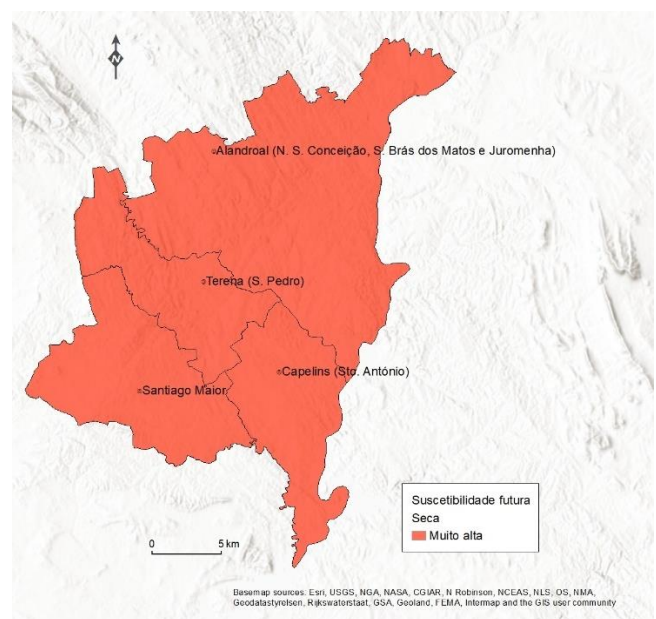 N
Alandroal (N. S. Conceição, S. Brás dos Matos e Juromenha)
Terena (S. Pedro)
Capelins (Sto. António)
Santiago Maior
Suscetibilidade futura
Seca
Muito alta
0 5 km
Basemap sources: Esri, USGS, NGA, NASA, CGIAR, N Robinson, NCEAS, NLS, OS, NMA,
Geodatastyrelsen, Rijkswaterstaat, GSA, Geoland, FEMA, Intermap and the GIS user community